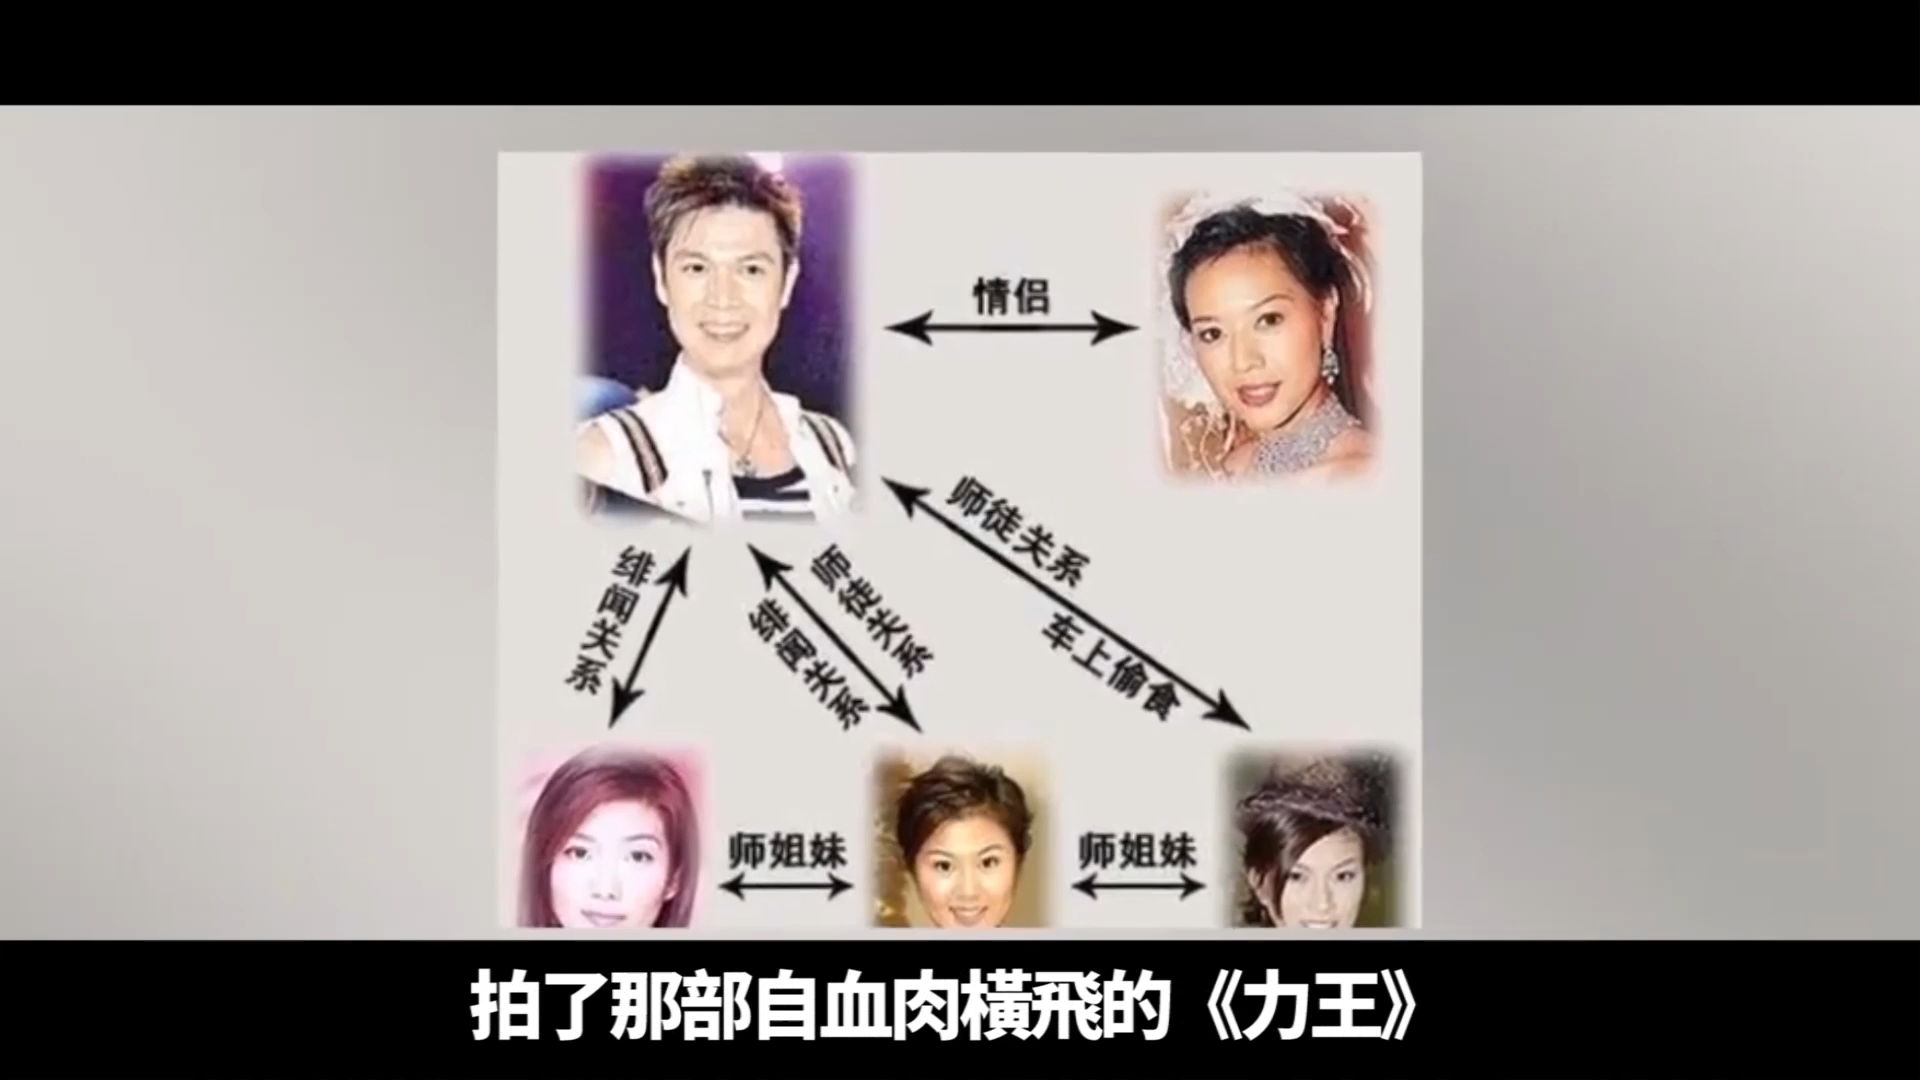 情侣
师徒关系
车上偷食
绯闻关系
绯闻关系
师徒关系
师姐妹
师姐妹
拍了那部自血肉橫飛的《力王》